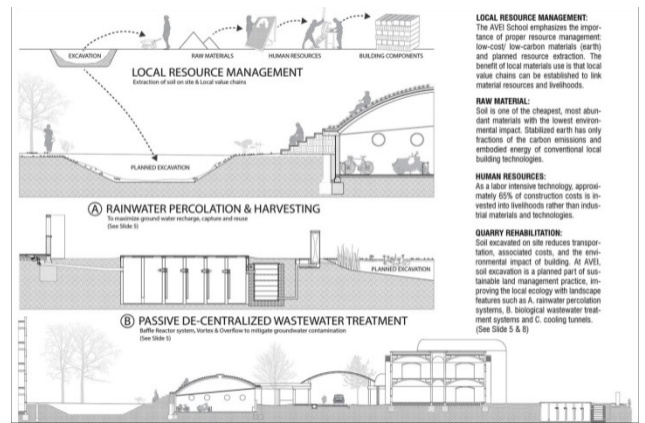 EXCAVATION
RAW MATERIALS
HUMAN RESOURCES
BUILDING COMPONENTS
LOCAL RESOURCE MANAGEMENT
Extraction of soil on site & Local value chains
PLANNED EXCAVATION
A RAINWATER PERCOLATION & HARVESTING
To maximize ground water recharge, capture and reuse
(See Slide 5)
PLANNED EXCAVATION
B PASSIVE DE-CENTRALIZED WASTEWATER TREATMENT
Baffle Reactor system, Vortex & Overflow to mitigate groundwater contamination
(See Slide 5)
LOCAL RESOURCE MANAGEMENT:
The AVEI School emphasizes the impor-
tance of proper resource management:
low-cost/ low-carbon materials (earth)
and planned resource extraction. The
benefit of local materials use is that local
value chains can be established to link
material resources and livelihoods.
RAW MATERIAL:
Soil is one of the cheapest, most abun-
dant materials with the lowest environ-
mental impact. Stabilized earth has only
fractions of the carbon emissions and
embodied energy of conventional local
building technologies.
HUMAN RESOURCES:
As a labor intensive technology, approxi-
mately 65% of construction costs is in-
vested into livelihoods rather than indus-
trial materials and technologies.
QUARRY REHABILITATION:
Soil excavated on site reduces transpor-
tation, associated costs, and the envi-
ronmental impact of building. At AVEI,
soil excavation is a planned part of sus-
tainable land management practice, im-
proving the local ecology with landscape
features such as A. rainwater percolation
systems, B. biological wastewater treat-
ment systems and C. cooling tunnels.
(See Slide 5 & 8)